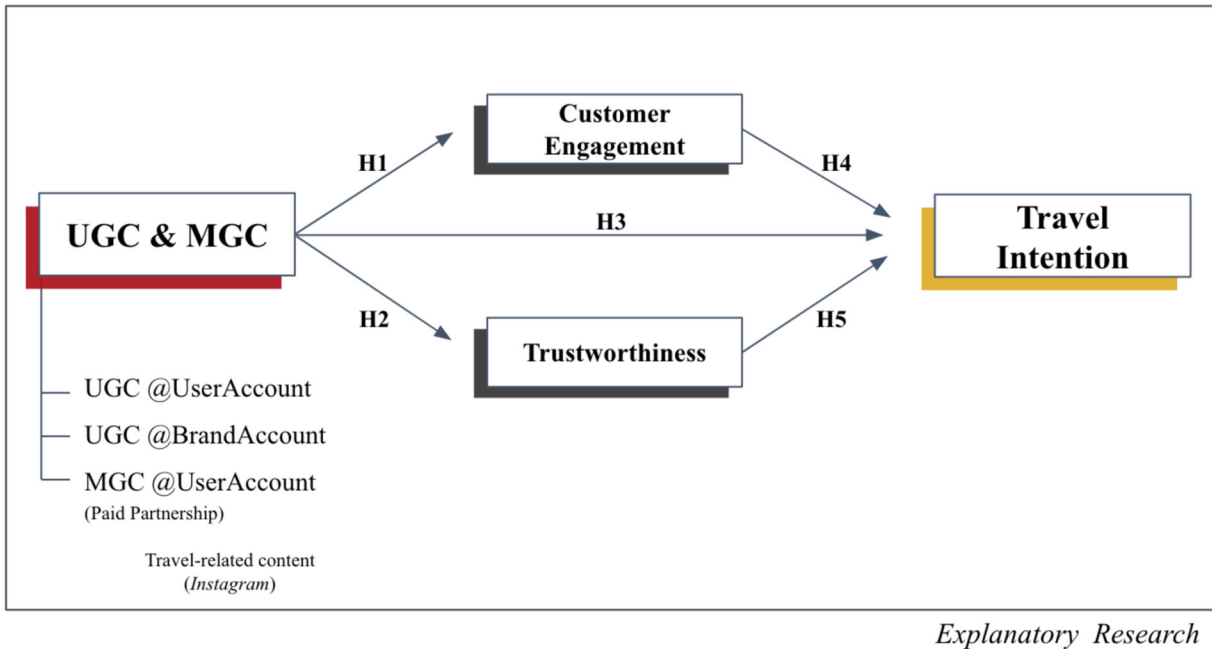 Customer
Engagement
H1
H4
UGC & MGC
H3
Travel
Intention
H2
H5
Trustworthiness
UGC @UserAccount
UGC @BrandAccount
MGC @UserAccount
(Paid Partnership)
Travel-related content
(Instagram)
Explanatory Research